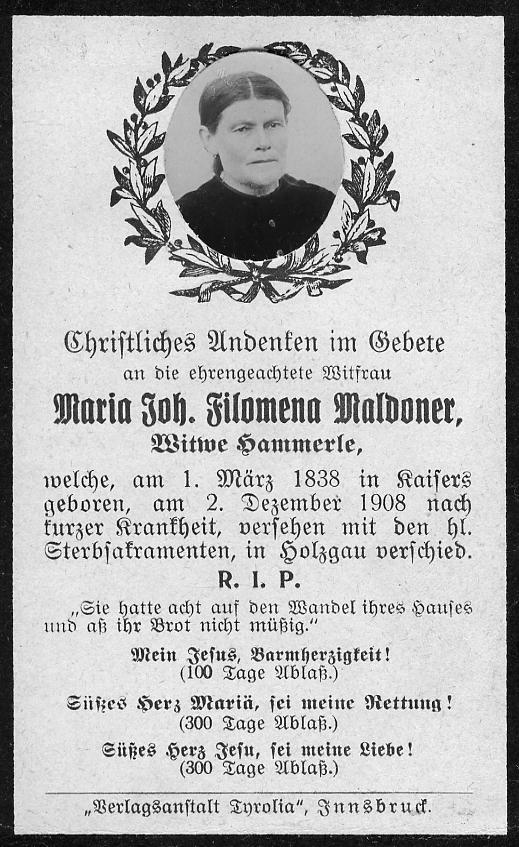 Christliches Andenken im Gebete
an die ehrengeachtete Witfrau
Maria Joh. Filomena Maldoner,
Witwe Hammerle,
welche, am 1. März 1838 in Kaisers
geboren, am 2. Dezember 1908 nach
kurzer Krankheit, versehen mit den hl.
Sterbsakramenten, in Holzgau verschied.
R. I. P.
„Sie hatte acht auf den Wandel ihres Hauses
und aß ihr Brot nicht müßig.“
Mein Jesus, Barmherzigkeit!
(100 Tage Ablaß.)
Süßes Herz Mariä, sei meine Rettung!
(300 Tage Ablaß.)
Süßes Herz Jesu, sei meine Liebe!
(300 Tage Ablaß.)
„Verlagsanstalt Tyrolia“, Innsbruck.